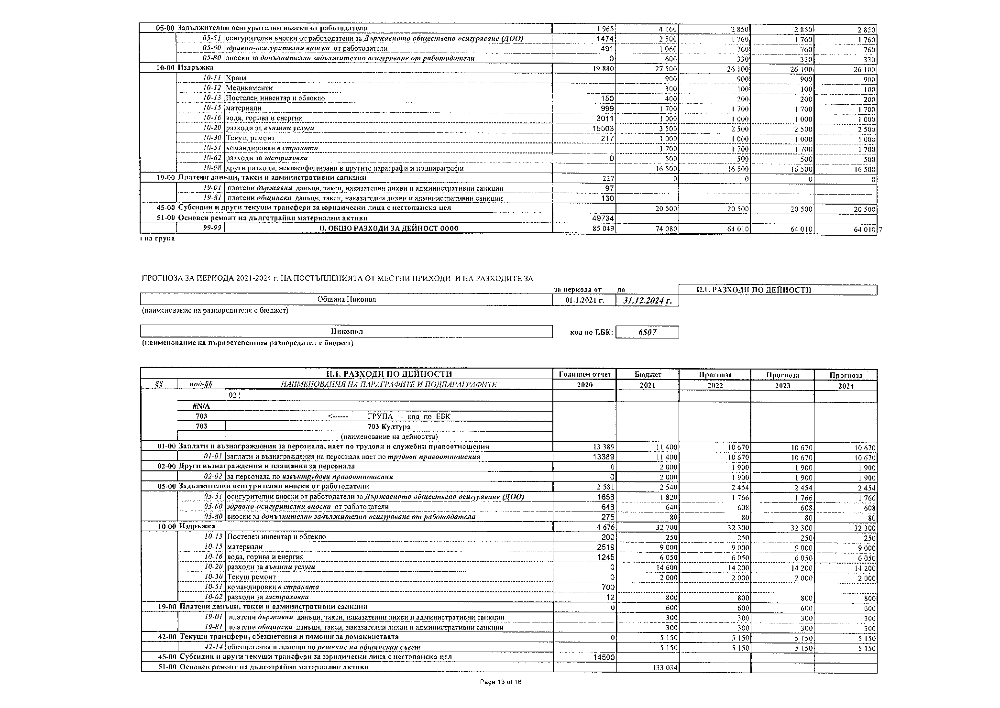 05-00 Задължителни осигурителни вноски от работодатели 1 965 4 160 2 850 2 850 2 850
05-51 осигурителни вноски от работодатели за Държавното обществено осигуряване (ДОО) 1474 2 500 1 760 1 760 1 760
05-60 здравно-осигурителни вноски от работодатели 491 1 060 760 760 760
05-80 вноски за допълнително задължително осигуряване от работодатели 0 600 330 330 330
10-00 Издръжка 19 880 27 500 26 100 26 100 26 100
10-11 Храна 900 900 900 900
10-12 Медикаменти 300 100 100 100
10-13 Постелен инвентар и облекло 150 400 200 200 200
10-15 материали 999 1 700 1 700 1 700 1 700
10-16 вода, горива и енергия 3011 1 000 1 000 1 000 1 000
10-20 разходи за външни услуги 15503 3 500 2 500 2 500 2 500
10-30 Текущ ремонт 217 1 000 1 000 1 000 1 000
10-51 командировки в страната 1 700 1 700 1 700 1 700
10-62 разходи за застраховки 0 500 500 500 500
10-98 други разходи, некласифицирани в другите параграфи и подпараграфи 16 500 16 500 16 500 16 500
19-00 Платени данъци, такси и административни санкции 227 0 0 0 0
19-01 платени държавни данъци, такси, наказателни лихви и административни санкции 97
19-81 платени общински данъци, такси, наказателни лихви и административни санкции 130
45-00 Субсидии и други текущи трансфери за юридически лица с нестопанска цел 20 500 20 500 20 500 20 500
51-00 Основен ремонт на дълготрайни материални активи 49734
99-99 II. ОБЩО РАЗХОДИ ЗА ДЕЙНОСТ 0000 85 049 74 080 64 010 64 010 64 010 7
і на група
ПРОГНОЗА ЗА ПЕРИОДА 2021-2024 г. НА ПОСТЪПЛЕНИЯТА ОТ МЕСТНИ ПРИХОДИ И НА РАЗХОДИТЕ ЗА
за периода от до II.1. РАЗХОДИ ПО ДЕЙНОСТИ
Община Никопол 01.1.2021 г. 31.12.2024 г.
(наименование на разпоредителя с бюджет)
Никопол код по ЕБК: 6507
(наименование на първостепенния разпоредител с бюджет)
II.1. РАЗХОДИ ПО ДЕЙНОСТИ Годишен отчет Бюджет Прогноза Прогноза Прогноза
§§ под-§§ НАИМЕНОВАНИЯ НА ПАРАГРАФИТЕ И ПОДПАРАГРАФИТЕ 2020 2021 2022 2023 2024
02 ¦
#N/A
703 <------ ГРУПА - код по ЕБК
703 703 Култура
(наименование на дейността)
01-00 Заплати и възнаграждения за персонала, нает по трудови и служебни правоотношения 13 389 11 400 10 670 10 670 10 670
01-01 заплати и възнаграждения на персонала нает по трудови правоотношения 13389 11 400 10 670 10 670 10 670
02-00 Други възнаграждения и плащания за персонала 0 2 000 1 900 1 900 1 900
02-02 за персонала по извънтрудови правоотношения 0 2 000 1 900 1 900 1 900
05-00 Задължителни осигурителни вноски от работодатели 2 581 2 540 2 454 2 454 2 454
05-51 осигурителни вноски от работодатели за Държавното обществено осигуряване (ДОО) 1658 1 820 1 766 1 766 1 766
05-60 здравно-осигурителни вноски от работодатели 648 640 608 608 608
05-80 вноски за допълнително задължително осигуряване от работодатели 275 80 80 80 80
10-00 Издръжка 4 676 32 700 32 300 32 300 32 300
10-13 Постелен инвентар и облекло 200 250 250 250 250
10-15 материали 2519 9 000 9 000 9 000 9 000
10-16 вода, горива и енергия 1245 6 050 6 050 6 050 6 050
10-20 разходи за външни услуги 0 14 600 14 200 14 200 14 200
10-30 Текущ ремонт 0 2 000 2 000 2 000 2 000
10-51 командировки в страната 700
10-62 разходи за застраховки 12 800 800 800 800
19-00 Платени данъци, такси и административни санкции 0 600 600 600 600
19-01 платени държавни данъци, такси, наказателни лихви и административни санкции 300 300 300 300
19-81 платени общински данъци, такси, наказателни лихви и административни санкции 300 300 300 300
42-00 Текущи трансфери, обезщетения и помощи за домакинствата 0 5 150 5 150 5 150 5 150
42-14 обезщетения и помощи по решение на общинския съвет 5 150 5 150 5 150 5 150
45-00 Субсидии и други текущи трансфери за юридически лица с нестопанска цел 14500
51-00 Основен ремонт на дълготрайни материални активи 133 034
Page 13 of 16